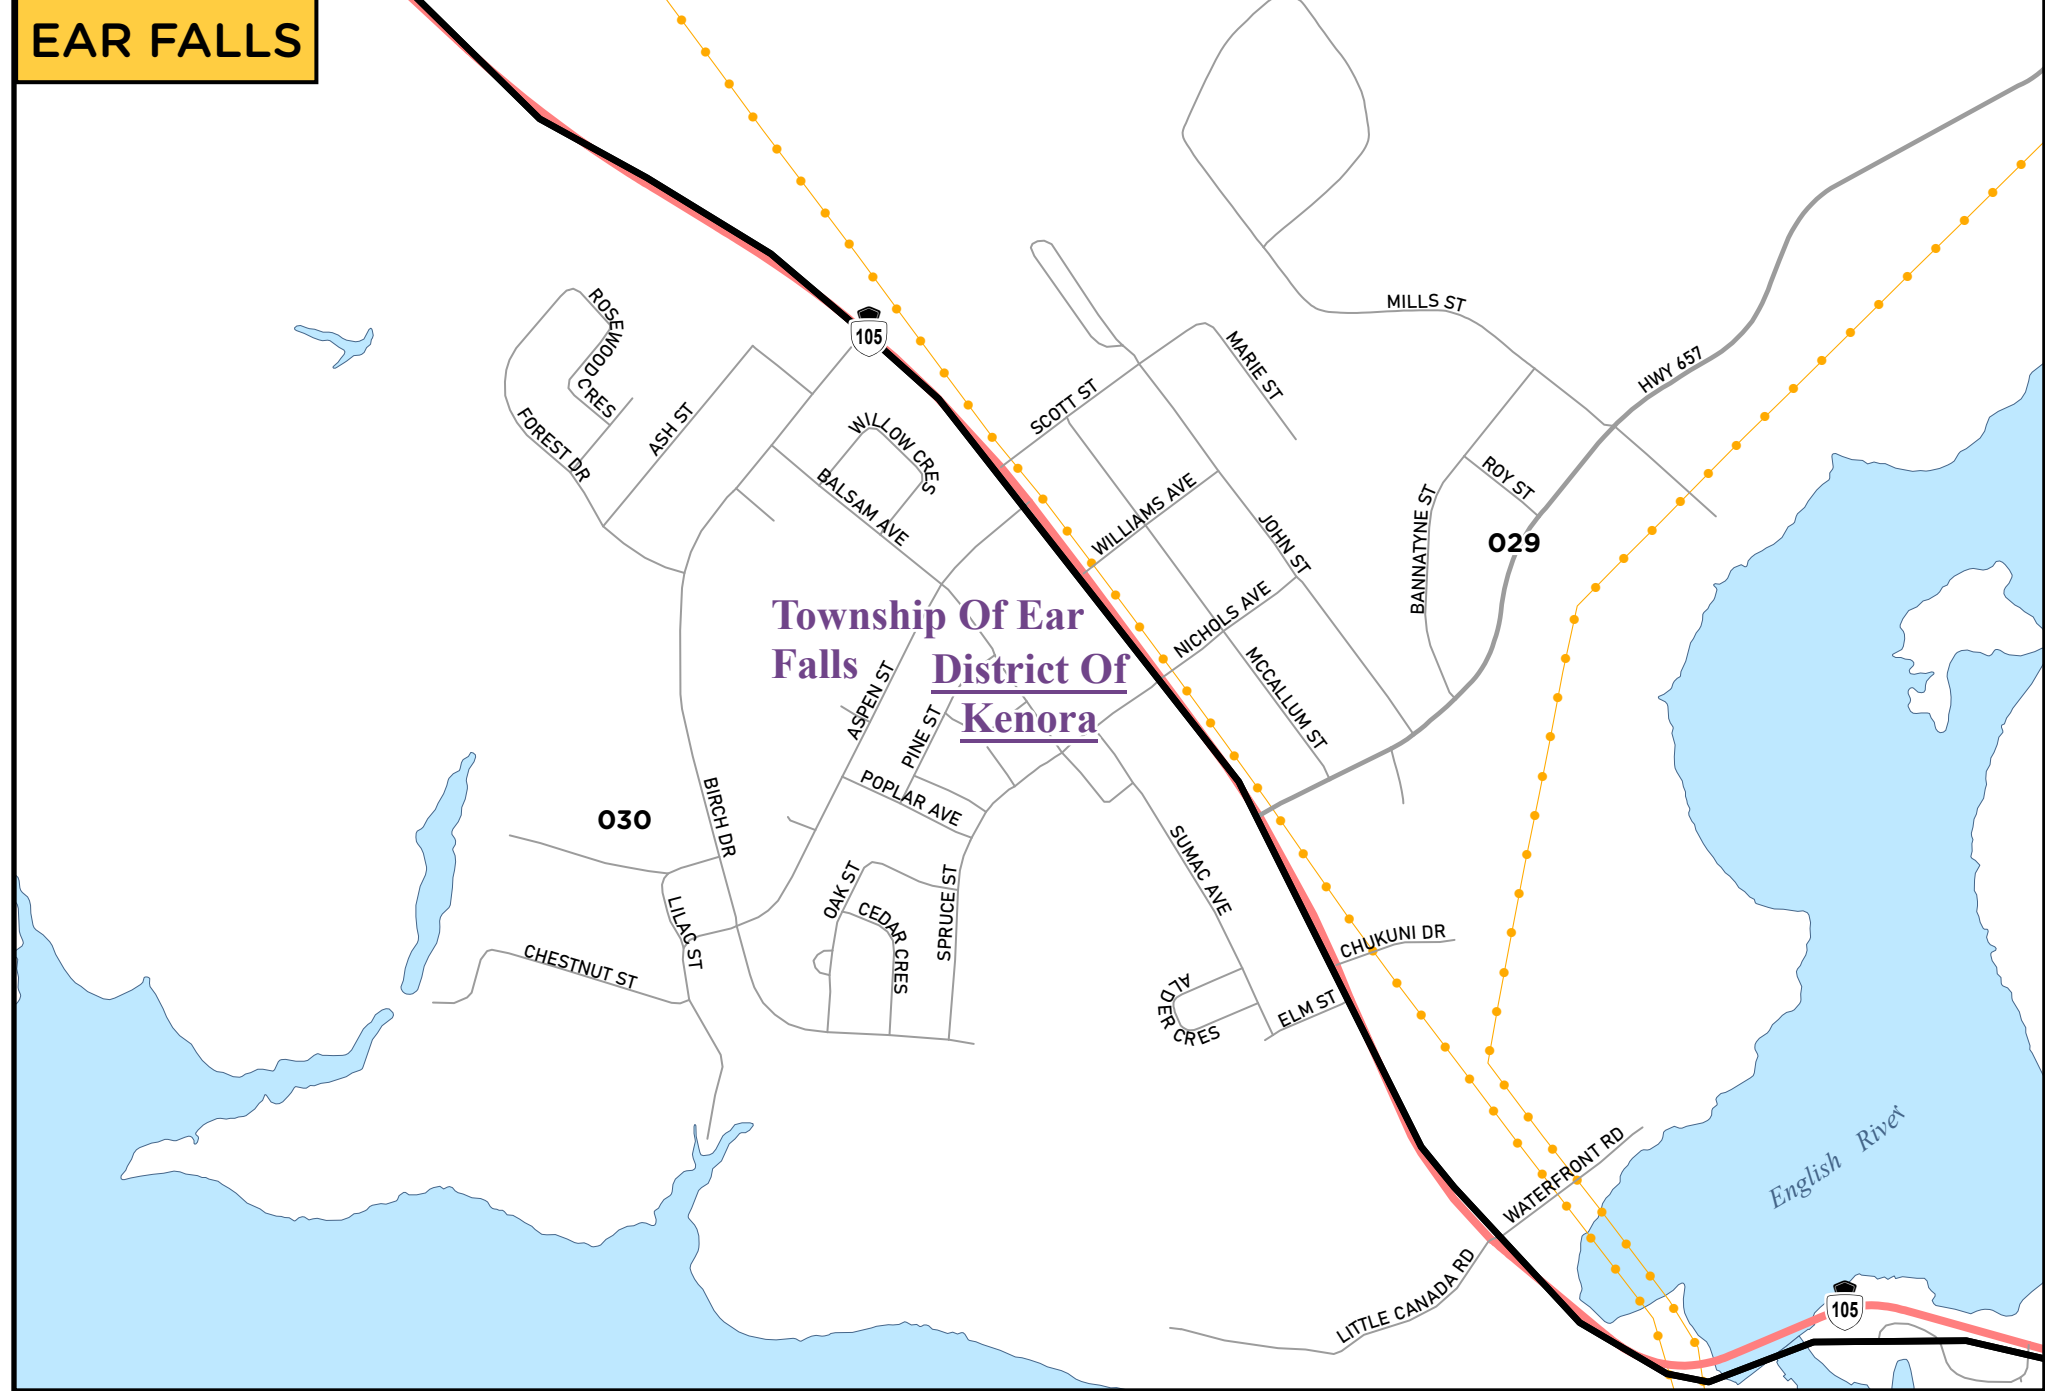 EAR FALLS
ROSEWOOD
CRES
MILLS ST
105
MARIE ST
HWY 657
SCOTT ST
FOREST DR
ASH ST
WILLOW CRES
BALSAM AVE
WILLIAMS AVE
ROY ST
BANNATYNE ST
JOHN ST
029
NICHOLS AVE
Township Of Ear
Falls
District Of
Kenora
ASPEN ST
PINE ST
MCCALLUM ST
POPLAR AVE
BIRCH DR
030
SUMAC AVE
OAK ST
CEDAR CRES
SPRUCE ST
LILAC ST
CHESTNUT ST
CHUKUNI DR
ALDER CRES
ELM ST
WATERFRONT RD
English River
LITTLE CANADA RD
105